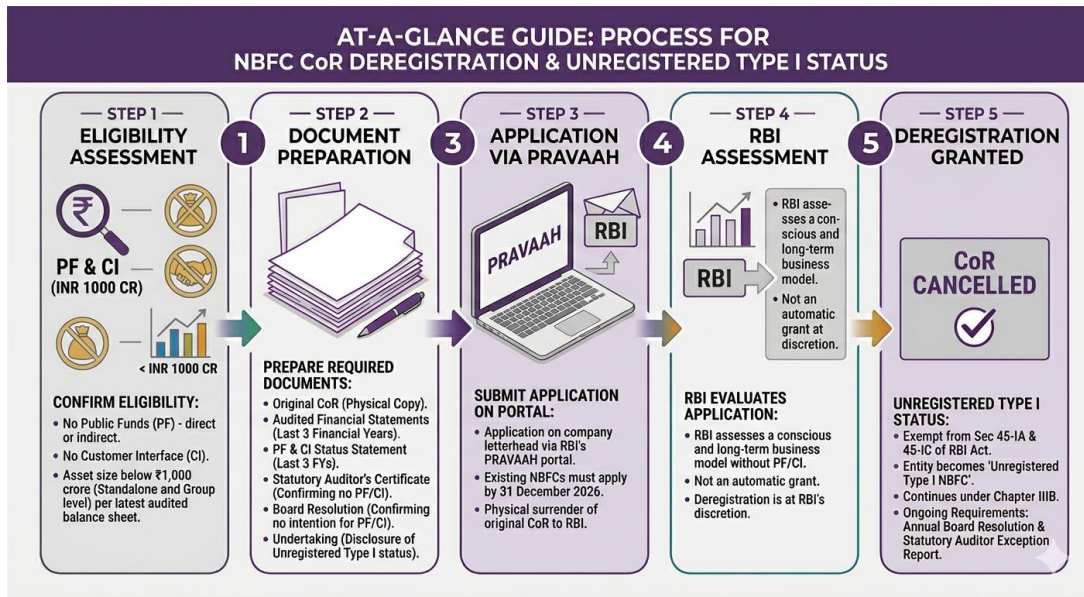 AT-A-GLANCE GUIDE: PROCESS FOR
NBFC CoR DEREGISTRATION & UNREGISTERED TYPE I STATUS
— STEP 1 —
ELIGIBILITY
ASSESSMENT
₹
PF & CI
(INR 1000 CR)
< INR 1000 CR
CONFIRM ELIGIBILITY:
• No Public Funds (PF) - direct
or indirect.
• No Customer Interface (CI).
• Asset size below ₹1,000
crore (Standalone and Group
level) per latest audited
balance sheet.
1
— STEP 2 —
DOCUMENT
PREPARATION
PREPARE REQUIRED
DOCUMENTS:
• Original CoR (Physical Copy).
• Audited Financial Statements
(Last 3 Financial Years).
• PF & CI Status Statement
(Last 3 FYs).
• Statutory Auditor's Certificate
(Confirming no PF/CI).
• Board Resolution (Confirming
no intention for PF/CI).
• Undertaking (Disclosure of
Unregistered Type I status).
3
— STEP 3 —
APPLICATION
VIA PRAVAAH
PRAVAAH
RBI
SUBMIT APPLICATION
ON PORTAL:
• Application on company
letterhead via RBI's
PRAVAAH portal.
• Existing NBFCs must apply
by 31 December 2026.
• Physical surrender of
original CoR to RBI.
4
— STEP 4 —
RBI
ASSESSMENT
RBI
• RBI asse-
sses a con-
scious and
long-term
business
model.
• Not an
automatic
grant at
discretion.
RBI EVALUATES
APPLICATION:
• RBI assesses a conscious
and long-term business
model without PF/CI.
• Not an automatic grant.
• Deregistration is at RBI's
discretion.
5
— STEP 5 —
DEREGISTRATION
GRANTED
CoR
CANCELLED
UNREGISTERED TYPE I
STATUS:
• Exempt from Sec 45-IA &
45-IC of RBI Act.
• Entity becomes 'Unregistered
Type I NBFC'.
• Continues under Chapter IIIB.
• Ongoing Requirements:
Annual Board Resolution &
Statutory Auditor Exception
Report.